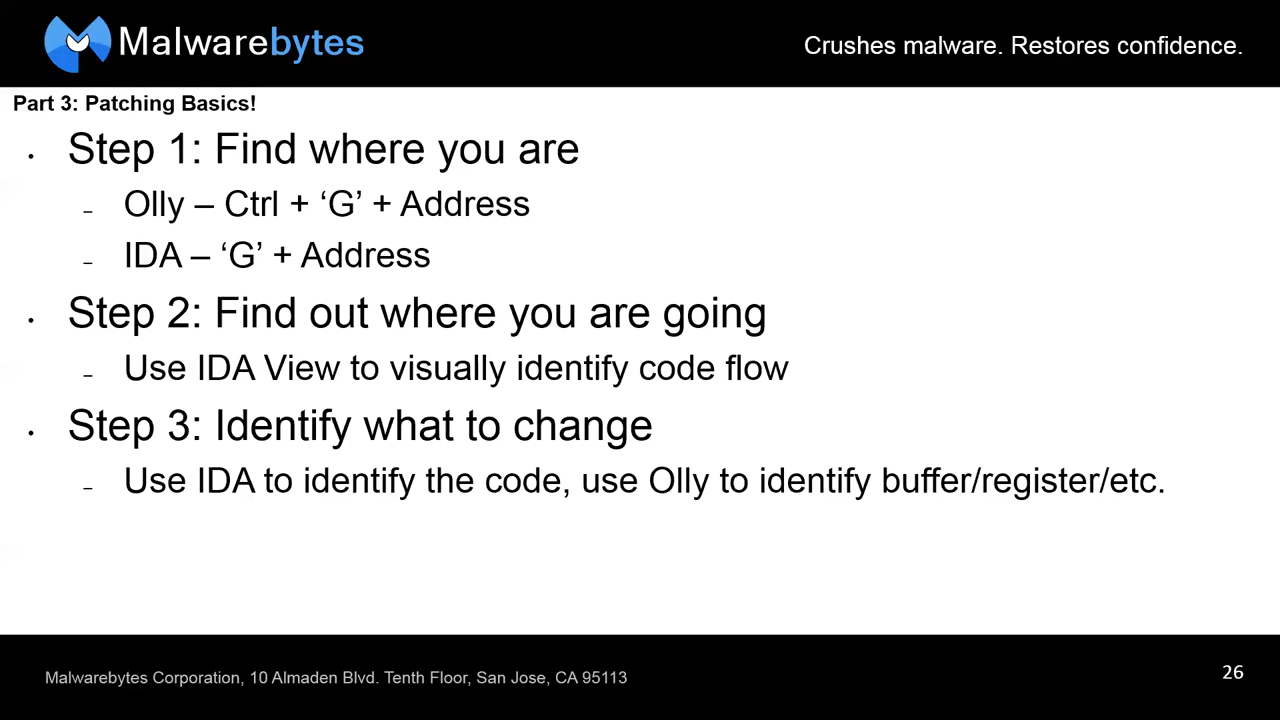 Malwarebytes
Crushes malware. Restores confidence.
Part 3: Patching Basics!
• Step 1: Find where you are
– Olly – Ctrl + ‘G’ + Address
– IDA – ‘G’ + Address
• Step 2: Find out where you are going
– Use IDA View to visually identify code flow
• Step 3: Identify what to change
– Use IDA to identify the code, use Olly to identify buffer/register/etc.
Malwarebytes Corporation, 10 Almaden Blvd. Tenth Floor, San Jose, CA 95113
26